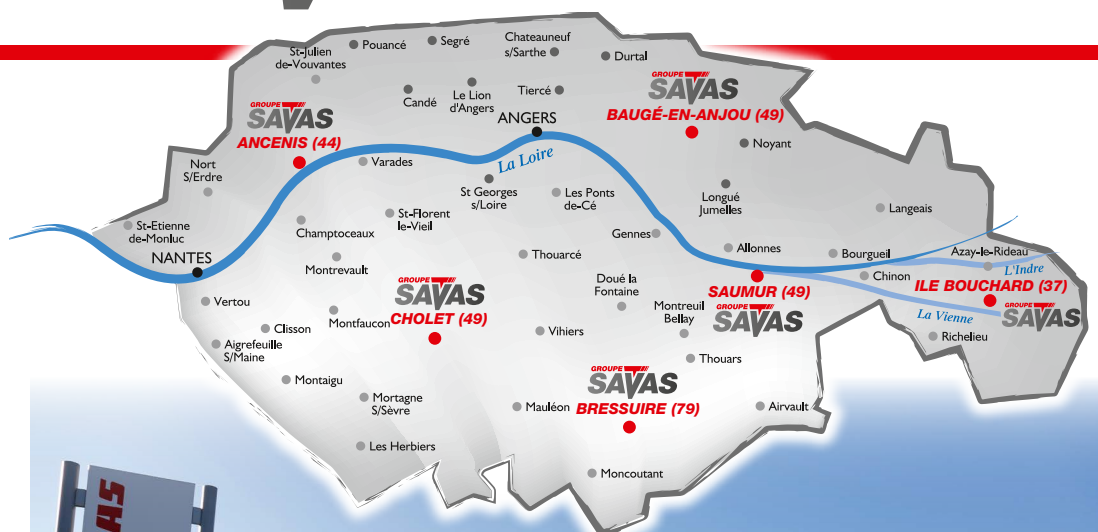 Pouancé
Segré
Chateauneuf
s/Sarthe
Durtal
St-Julien
de-Vouvantes
Candé
Le Lion
d'Angers
Tiercé
GROUPE
SAVAS
ANCENIS (44)
ANGERS
GROUPE
SAVAS
BAUGÉ-EN-ANJOU (49)
Noyant
Nort
S/Erdre
Varades
La Loire
St Georges
s/Loire
Les Ponts
de-Cé
Longué
Jumelles
Langeais
St-Etienne
de-Monluc
Champtoceaux
St-Florent
le-Vieil
Gennes
Allonnes
Bourgueil
Azay-le-Rideau
NANTES
Montrevault
Thouarcé
L'Indre
Chinon
Vertou
GROUPE
SAVAS
CHOLET (49)
Doué la
Fontaine
SAUMUR (49)
GROUPE
SAVAS
ILE BOUCHARD (37)
GROUPE
SAVAS
La Vienne
Richelieu
Clisson
Montfaucon
Vihiers
Montreuil
Bellay
Aigrefeuille
S/Maine
Thouars
Montaigu
GROUPE
SAVAS
BRESSUIRE (79)
Mortagne
S/Sèvre
Mauléon
Airvault
Les Herbiers
Moncoutant
AS